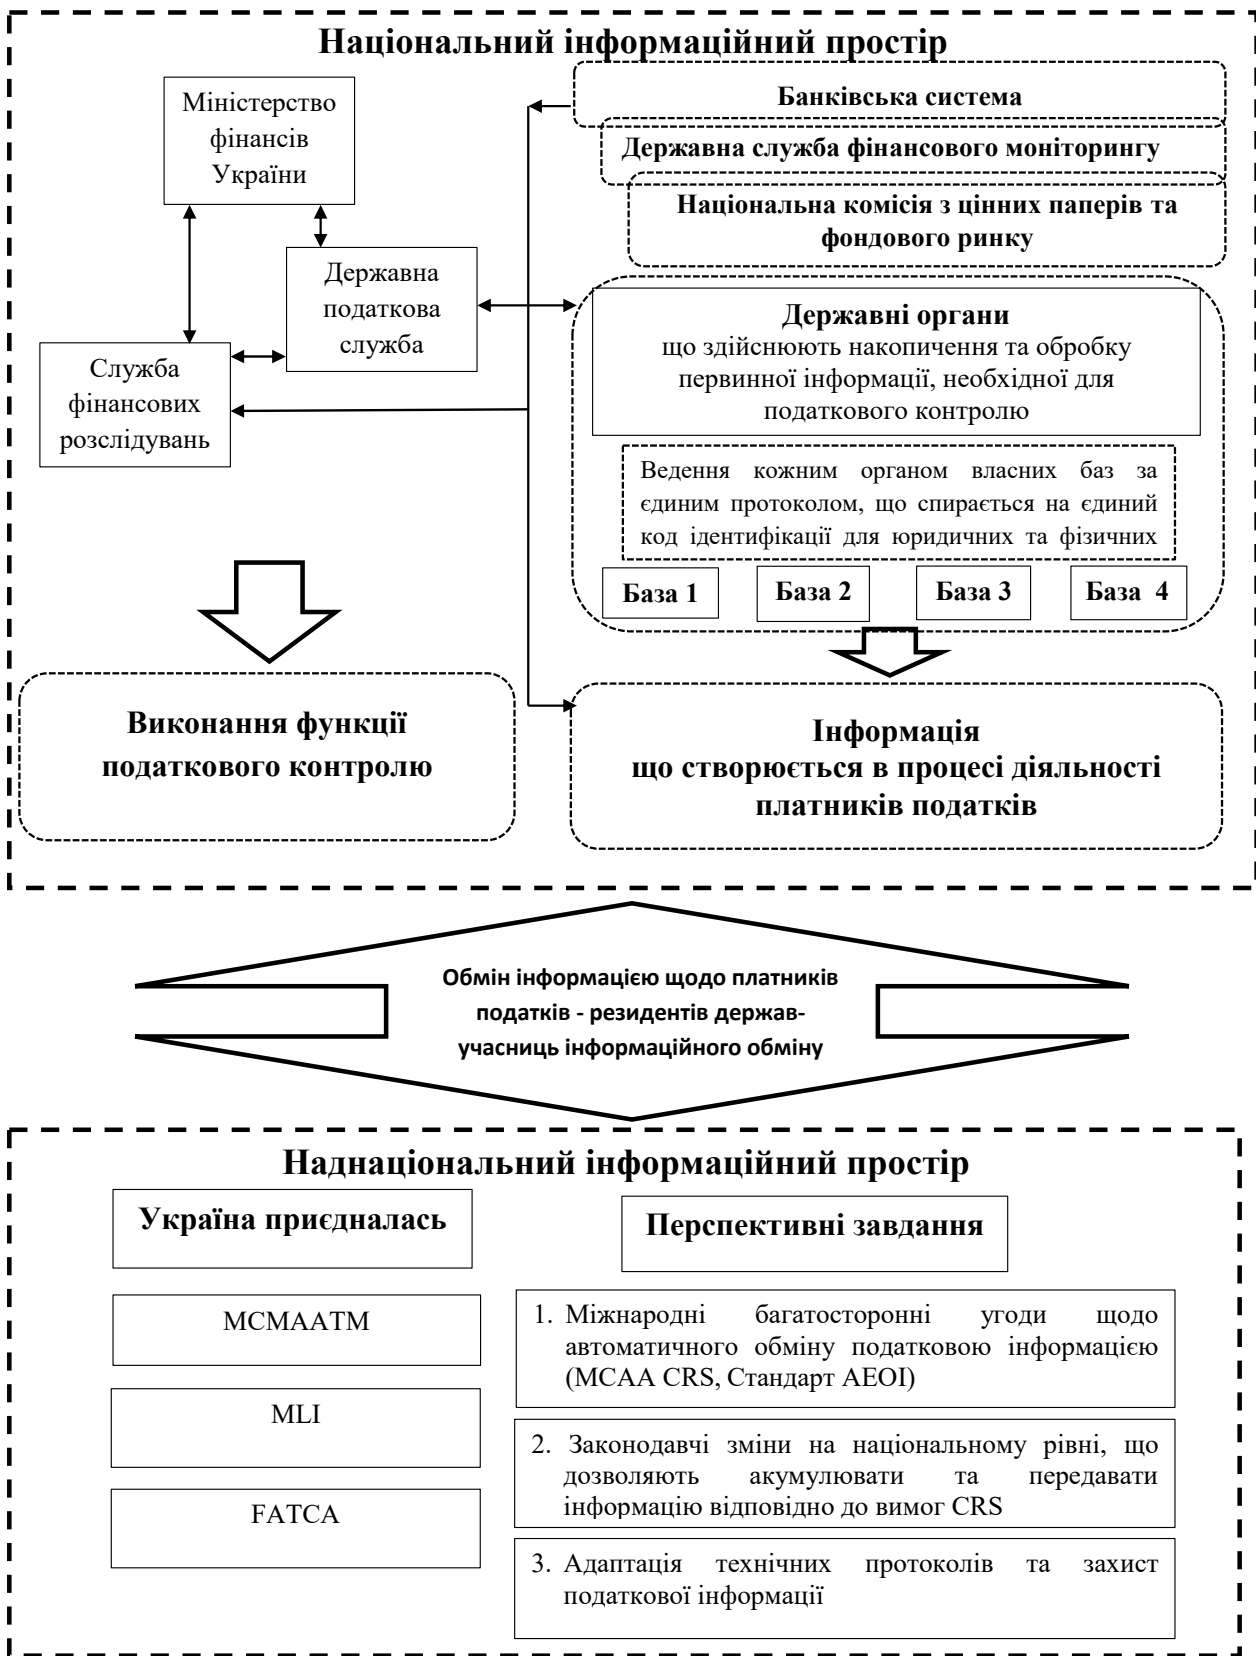 Національний інформаційний простір
Міністерство
фінансів
України
Державна
податкова
служба
Служба
фінансових
розслідувань
Банківська система
Державна служба фінансового моніторингу
Національна комісія з цінних паперів та
фондового ринку
Державні органи
що здійснюють накопичення та обробку
первинної інформації, необхідної для
податкового контролю
Ведення кожним органом власних баз за
єдиним протоколом, що спирається на єдиний
код ідентифікації для юридичних та фізичних
База 1
База 2
База 3
База 4
Виконання функції
податкового контролю
Інформація
що створюється в процесі діяльності
платників податків
Обмін інформацією щодо платників
податків - резидентів держав-
учасниць інформаційного обміну
Наднаціональний інформаційний простір
Україна приєдналась
MCMAATM
MLI
FATCA
Перспективні завдання
1. Міжнародні багатосторонні угоди щодо
автоматичного обміну податковою інформацією
(MCAA CRS, Стандарт AEOI)
2. Законодавчі зміни на національному рівні, що
дозволяють акумулювати та передавати
інформацію відповідно до вимог CRS
3. Адаптація технічних протоколів та захист
податкової інформації